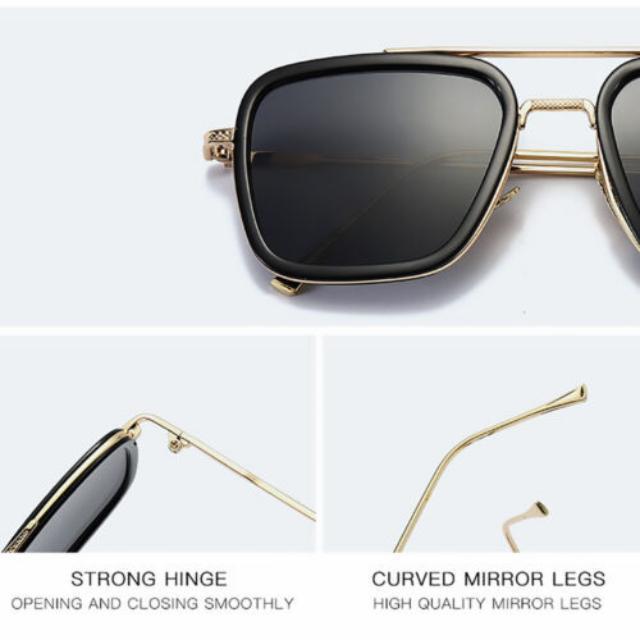 STRONG HINGE
OPENING AND CLOSING SMOOTHLY
CURVED MIRROR LEGS
HIGH QUALITY MIRROR LEGS